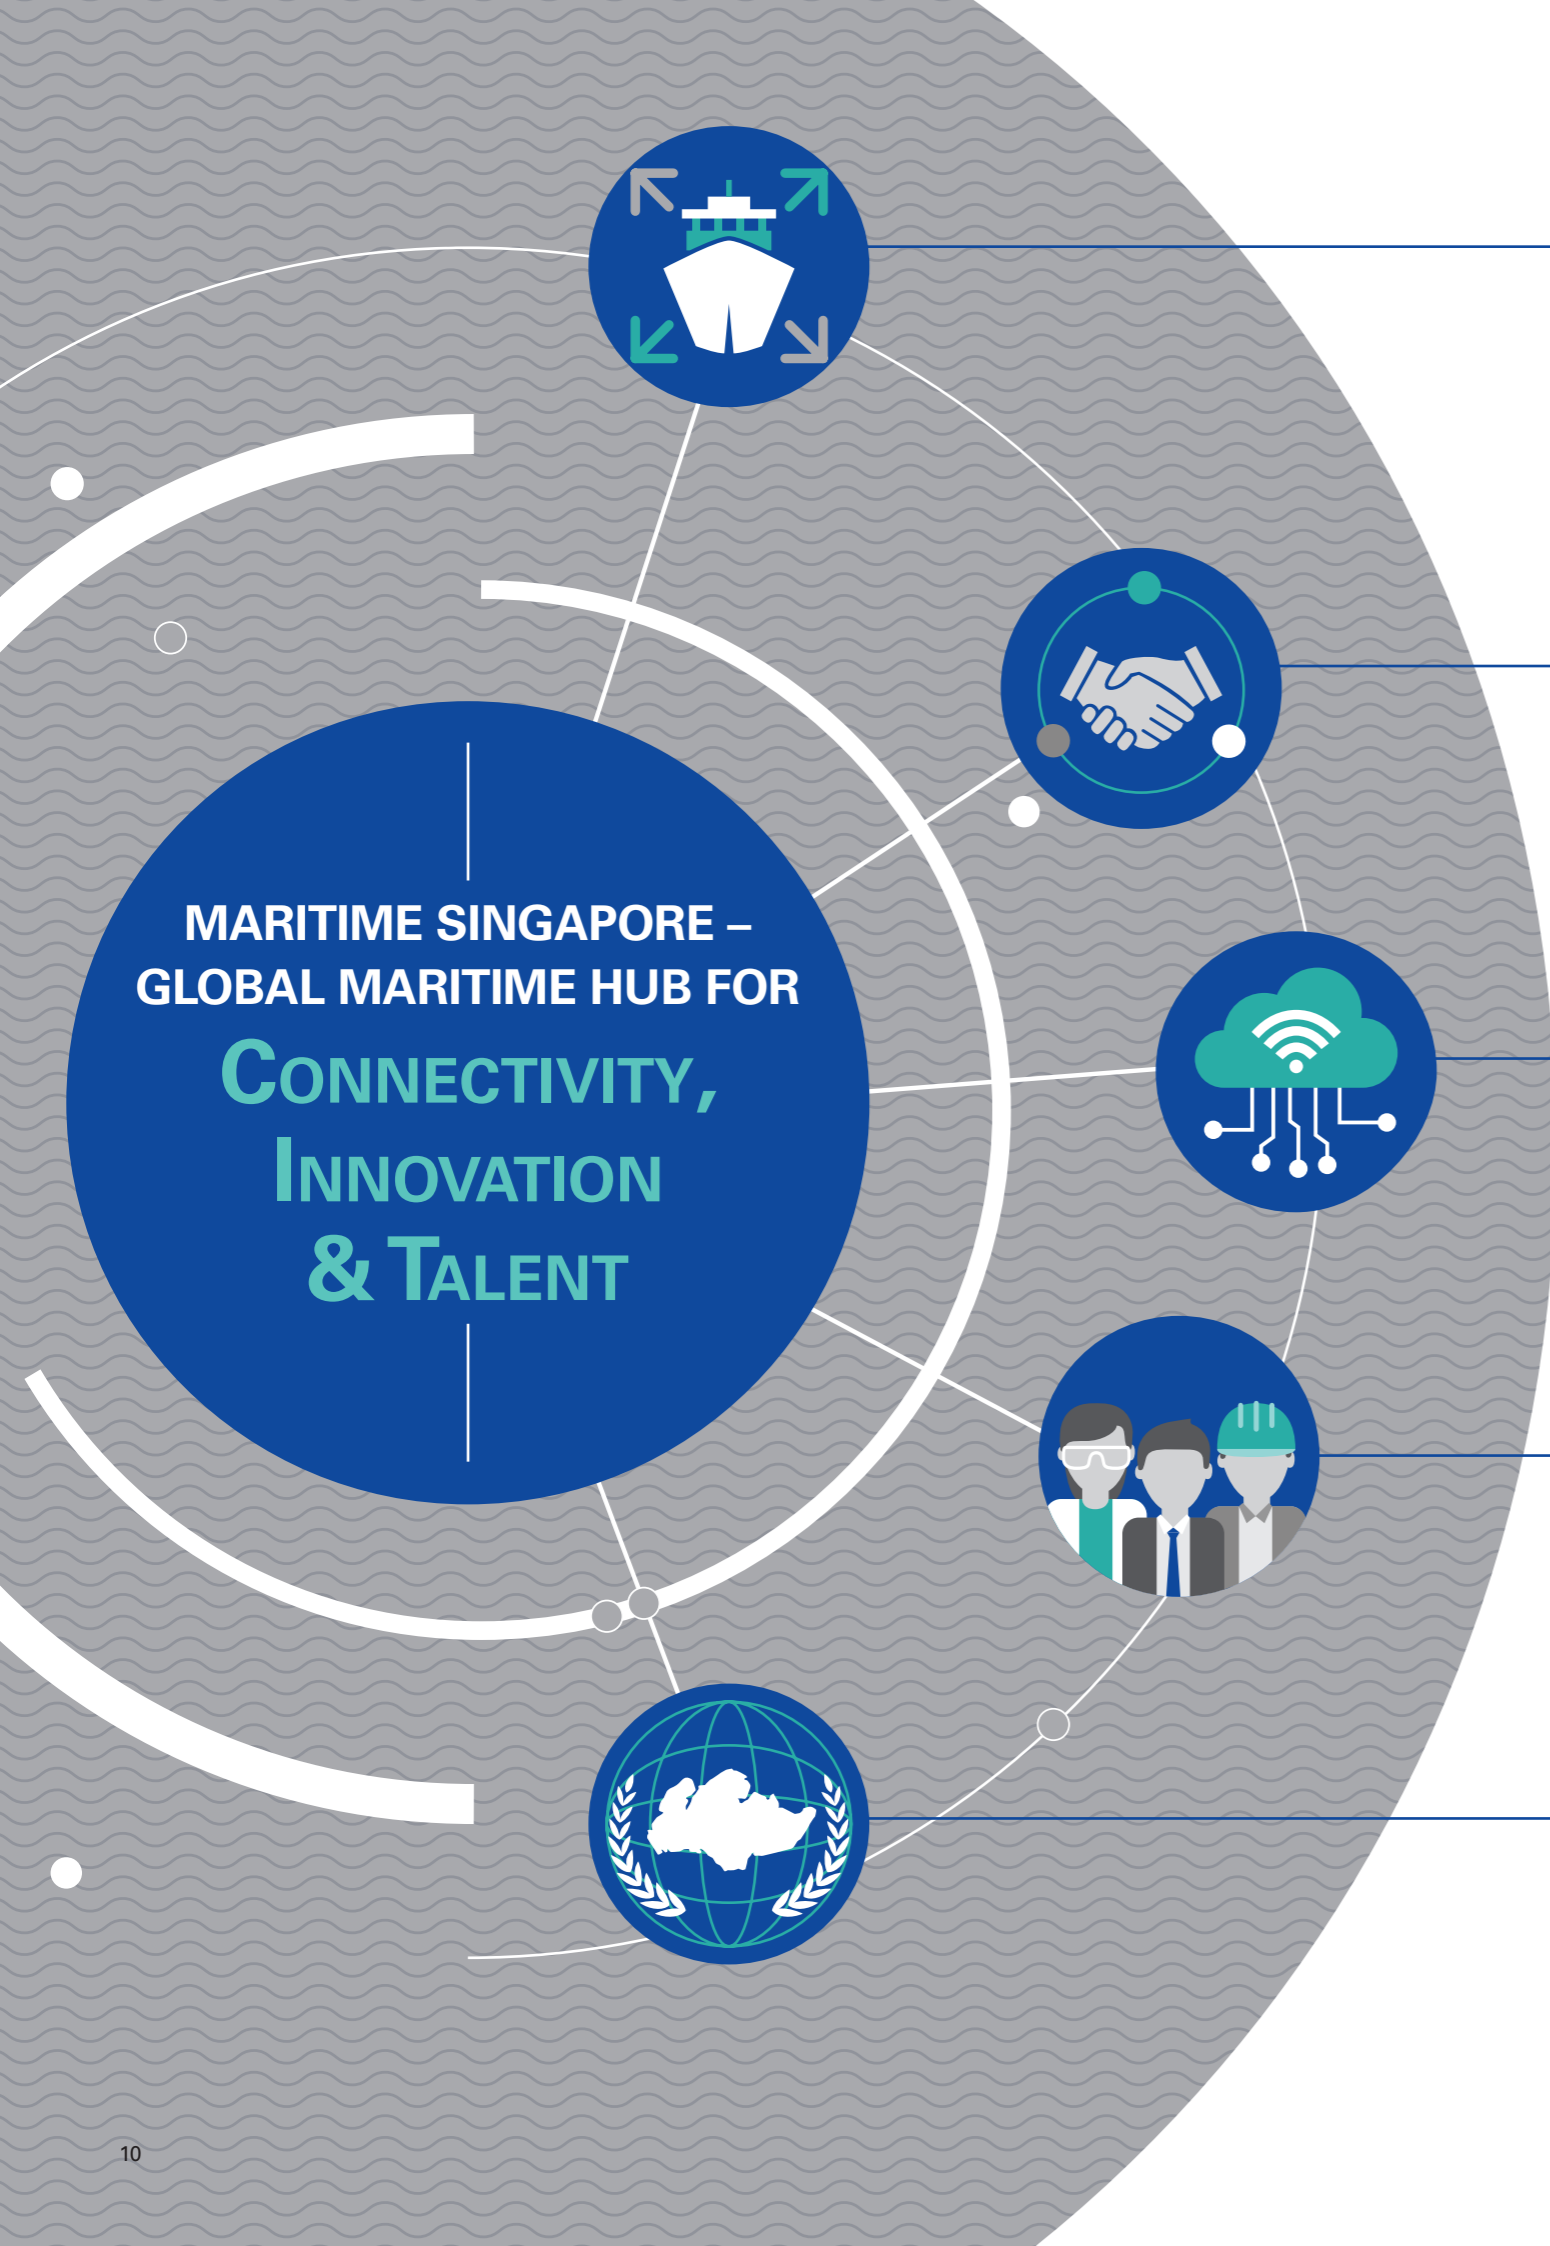 MARITIME SINGAPORE –
GLOBAL MARITIME HUB FOR
CONNECTIVITY,
INNOVATION
& TALENT
10